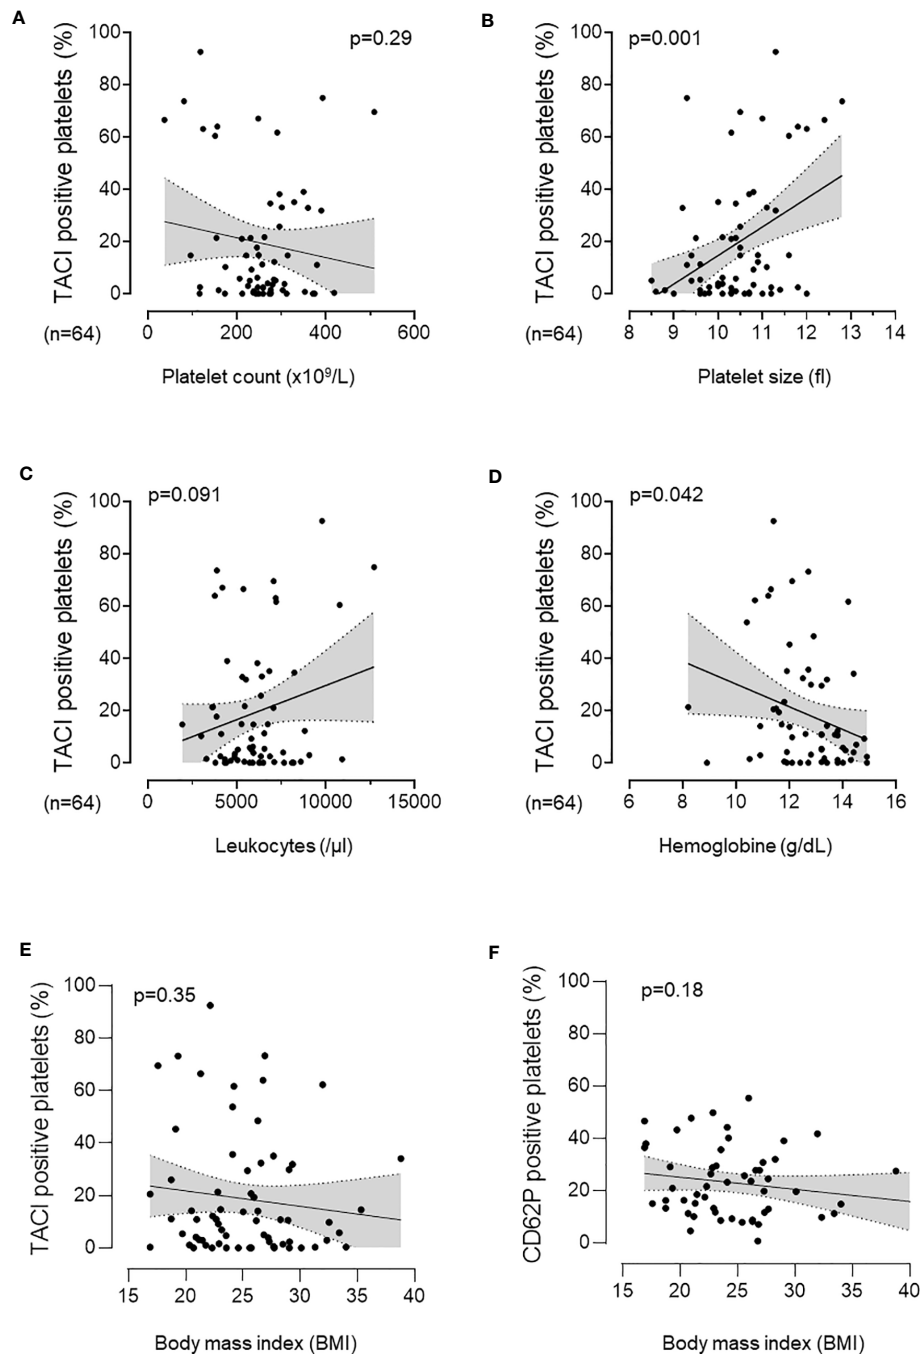 A
B
p=0.29
p=0.001
TACI positive platelets (%)
100
80
60
40
20
0
TACI positive platelets (%)
100
80
60
40
20
0
(n=64)
0
200
400
600
Platelet count (x10⁹/L)
(n=64)
8
9
10
11
12
13
14
Platelet size (fl)
C
D
p=0.091
p=0.042
TACI positive platelets (%)
100
80
60
40
20
0
TACI positive platelets (%)
100
80
60
40
20
0
(n=64)
0
5000
10000
15000
Leukocytes (/µl)
(n=64)
6
8
10
12
14
16
Hemoglobine (g/dL)
E
F
p=0.35
p=0.18
TACI positive platelets (%)
100
80
60
40
20
0
CD62P positive platelets (%)
100
80
60
40
20
0
15
20
25
30
35
40
Body mass index (BMI)
15
20
25
30
35
40
Body mass index (BMI)